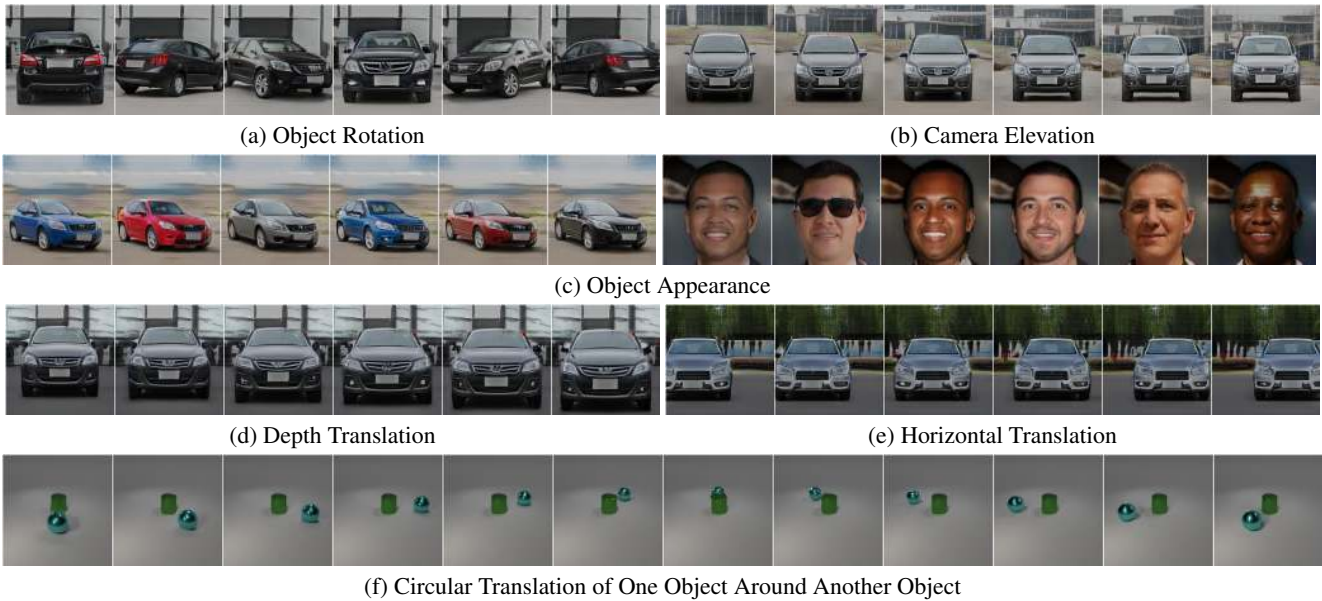 (a) Object Rotation
(b) Camera Elevation
(c) Object Appearance
(d) Depth Translation
(e) Horizontal Translation
(f) Circular Translation of One Object Around Another Object